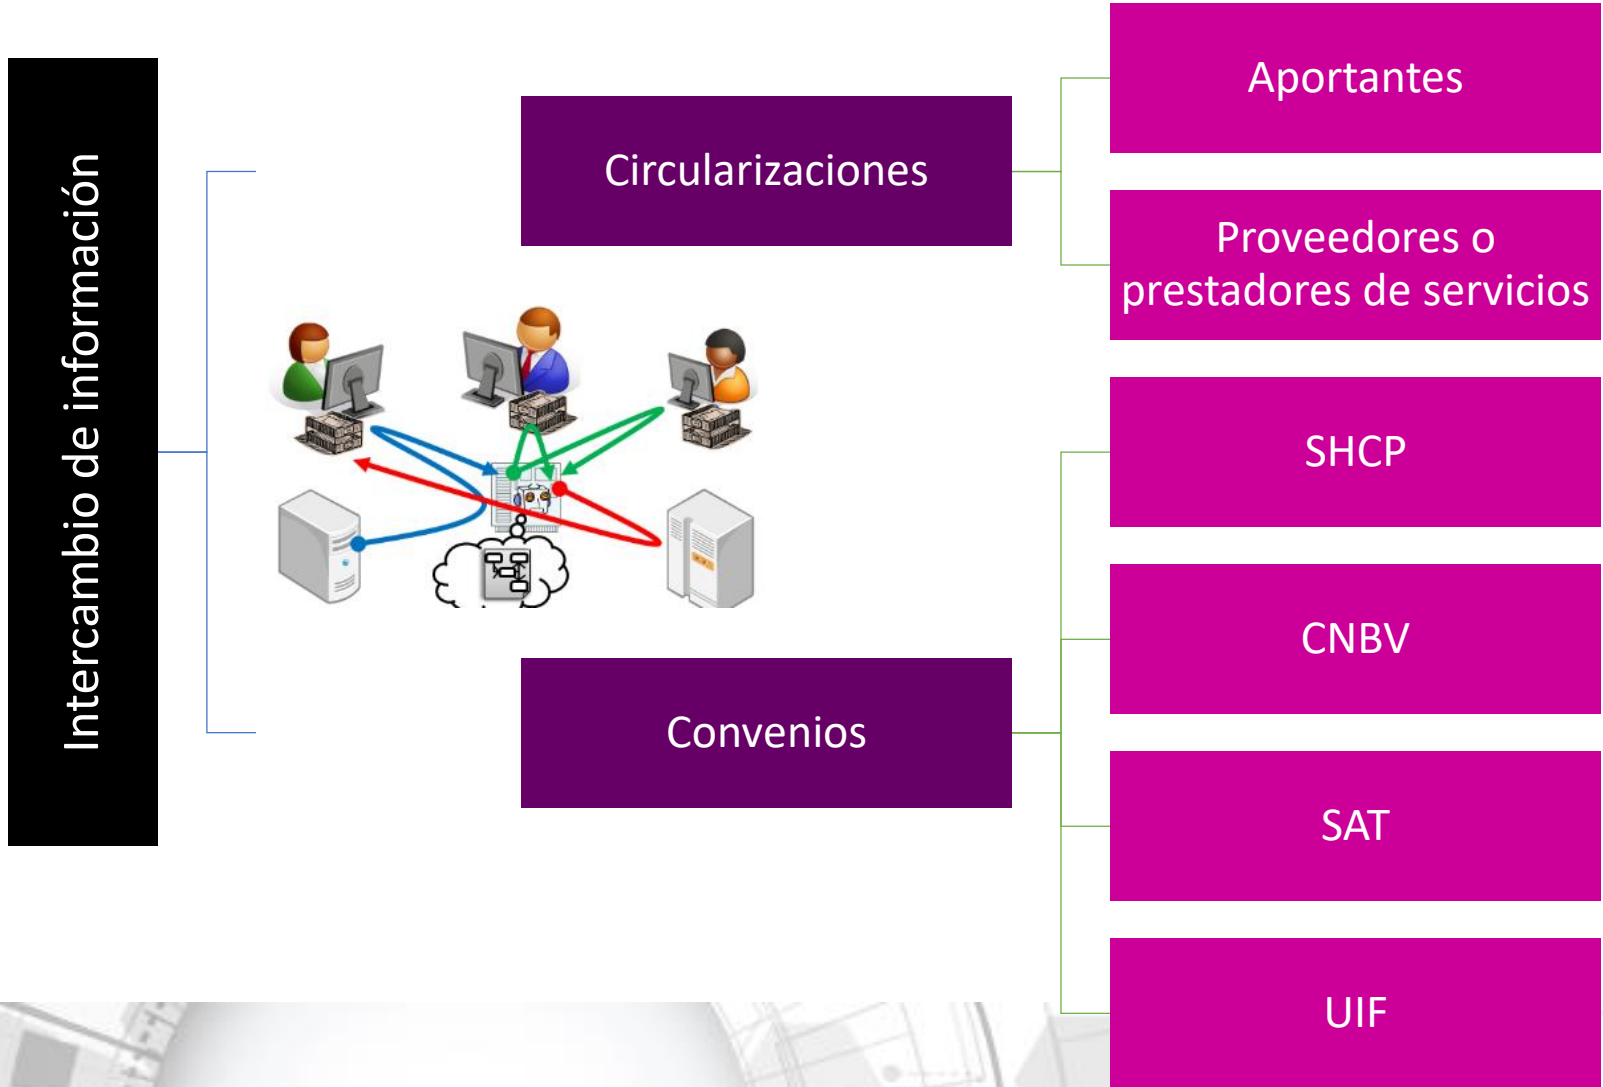 Intercambio de información
Circularizaciones
Aportantes
Proveedores o
prestadores de servicios
Convenios
SHCP
CNBV
SAT
UIF